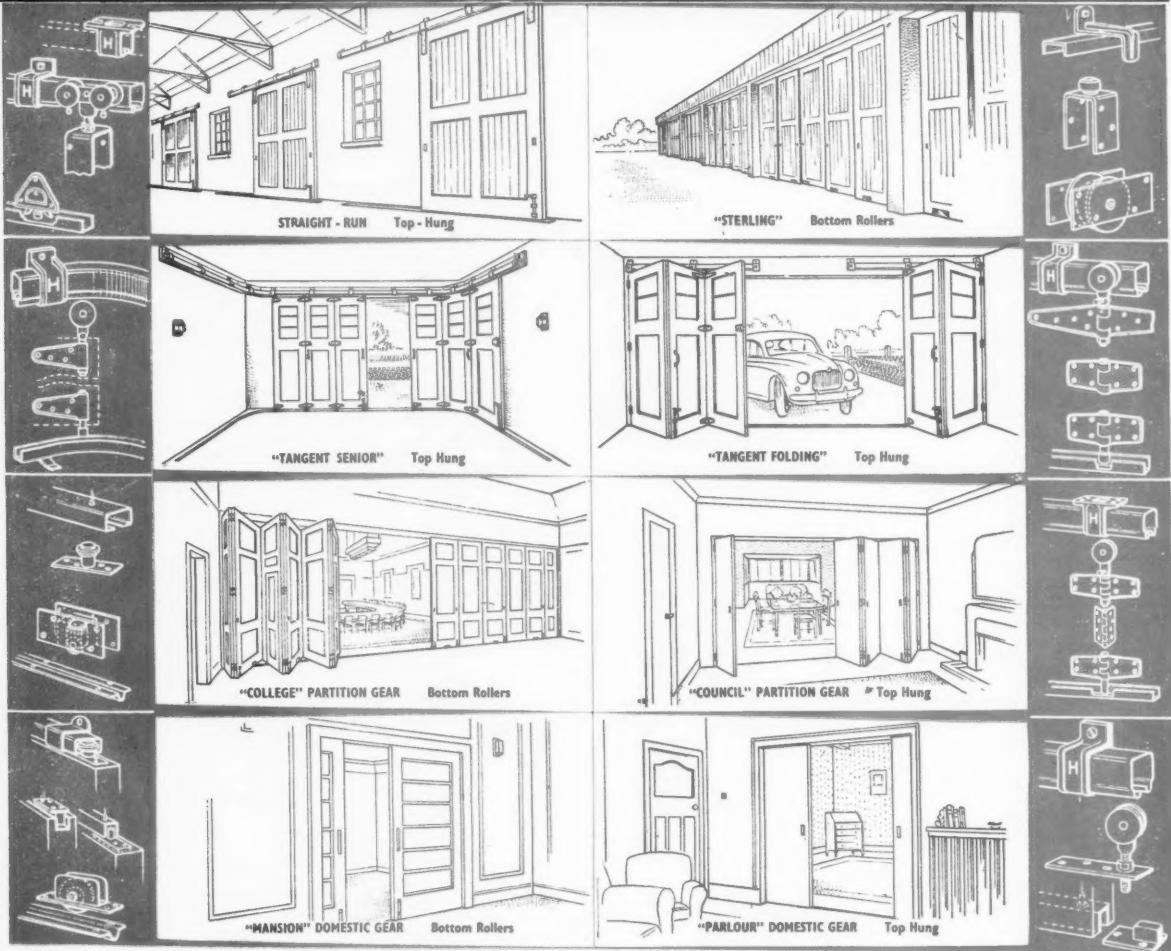 H
H
STRAIGHT - RUN Top - Hung
"STERLING" Bottom Rollers
H
"TANGENT SENIOR" Top Hung
"TANGENT FOLDING" Top Hung
H
"COLLEGE" PARTITION GEAR Bottom Rollers
"COUNCIL" PARTITION GEAR Top Hung
H
"MANSION" DOMESTIC GEAR Bottom Rollers
"PARLOUR" DOMESTIC GEAR Top Hung
H